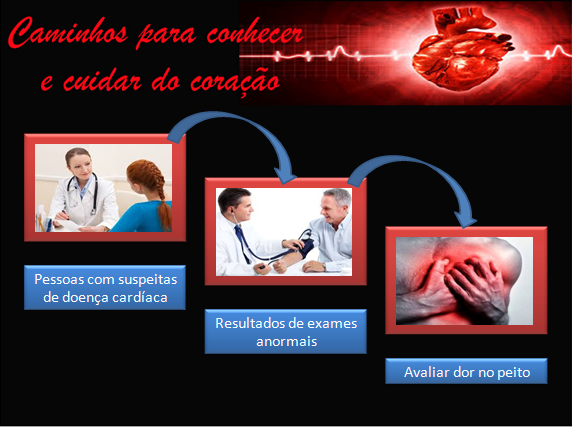 Caminhos para conhecer
e cuidar do coração
Pessoas com suspeitas
de doença cardíaca
Resultados de exames
anormais
Avaliar dor no peito